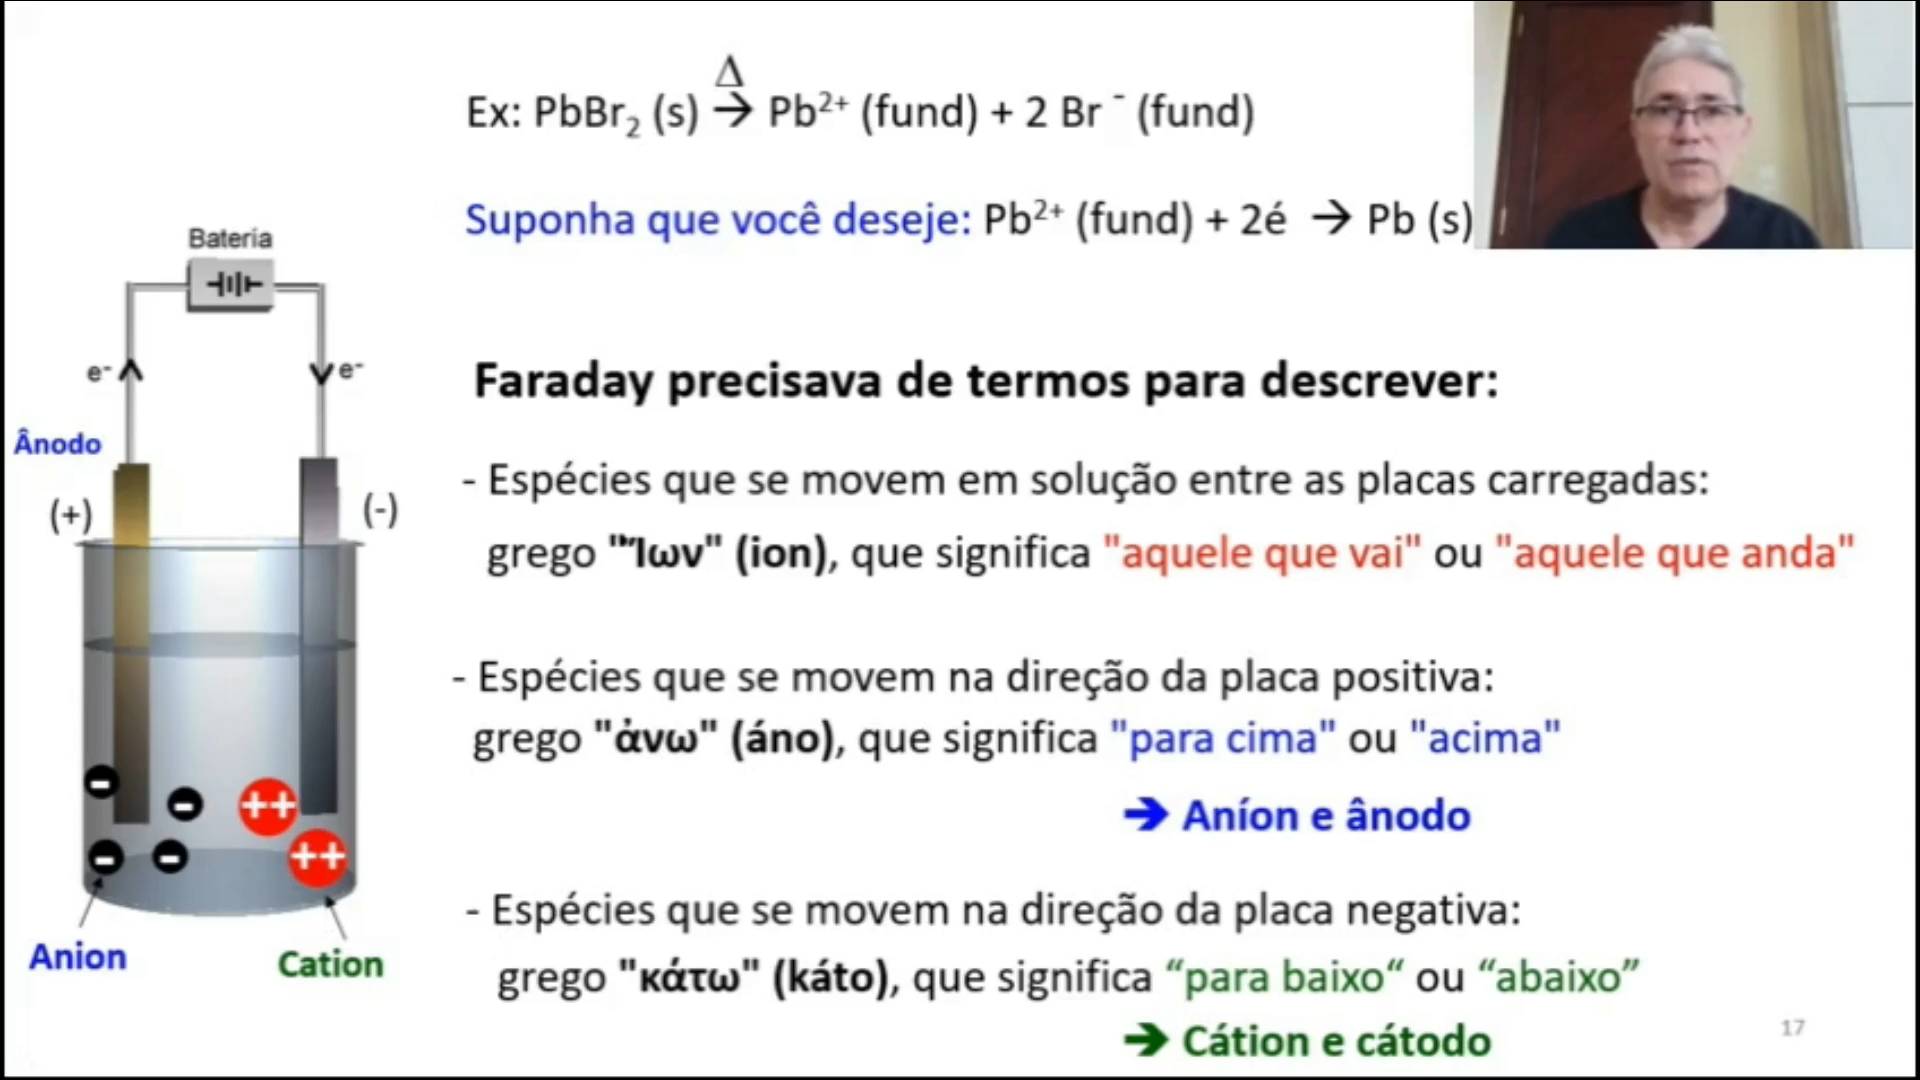 Ex: PbBr₂ (s) Δ→ Pb²⁺ (fund) + 2 Br ⁻ (fund)
Suponha que você deseje: Pb²⁺ (fund) + 2é → Pb (s)
Bateria
e⁻
e⁻
Ânodo
(+)
(-)
Faraday precisava de termos para descrever:
- Espécies que se movem em solução entre as placas carregadas:
grego "Ἴων" (ion), que significa "aquele que vai" ou "aquele que anda"
- Espécies que se movem na direção da placa positiva:
grego "ἀνω" (áno), que significa "para cima" ou "acima"
➔ Aníon e ânodo
- - ++
- - ++
Anion
Cation
- Espécies que se movem na direção da placa negativa:
grego "κάτω" (káto), que significa “para baixo“ ou “abaixo”
➔ Cátion e cátodo
17